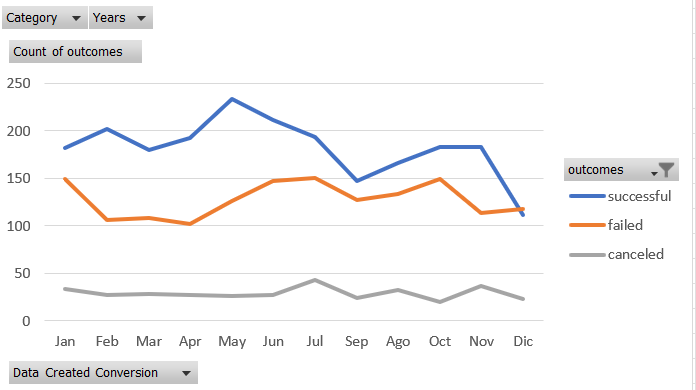 Category Years
Count of outcomes
250
200
150
100
50
0
Jan Feb Mar Apr May Jun Jul Sep Ago Oct Nov Dic
outcomes
successful
failed
canceled
Data Created Conversion